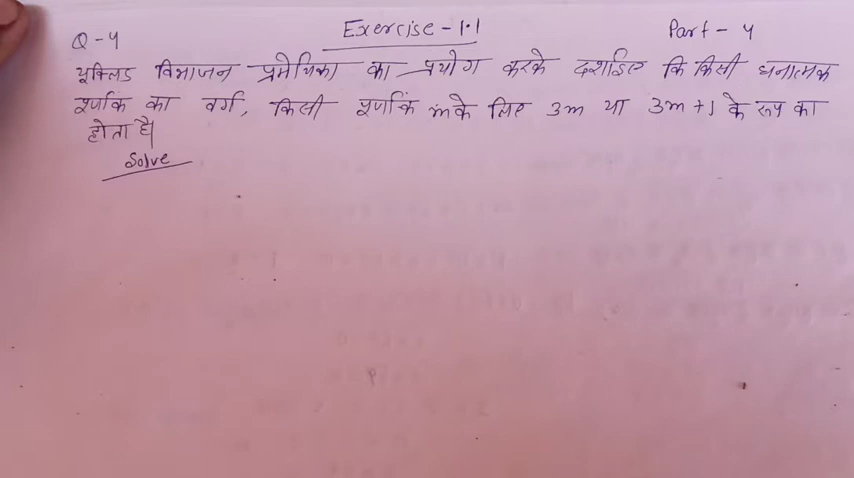 Exercise - 1.1
Part - 4
Q - 4
यूक्लिड विभाजन प्रमेयिका का प्रयोग करके दर्शाइए कि किसी धनात्मक
पूर्णांक का वर्ग, किसी पूर्णांक m के लिए 3m या 3m + 1 के रूप का
होता है।
Solve